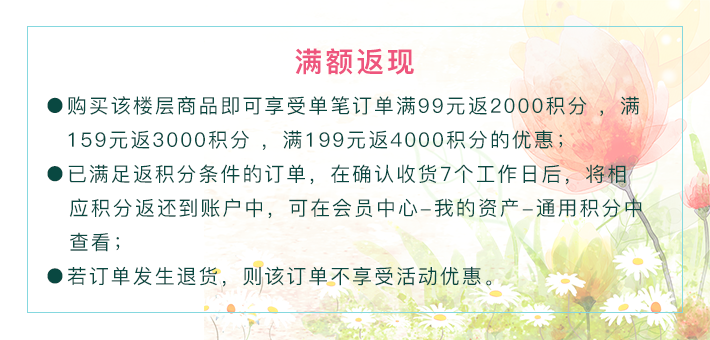 满额返现
●购买该楼层商品即可享受单笔订单满99元返2000积分 ，满
159元返3000积分 ，满199元返4000积分的优惠；
●已满足返积分条件的订单，在确认收货7个工作日后，将相
应积分返还到账户中，可在会员中心–我的资产–通用积分中
查看；
●若订单发生退货，则该订单不享受活动优惠。